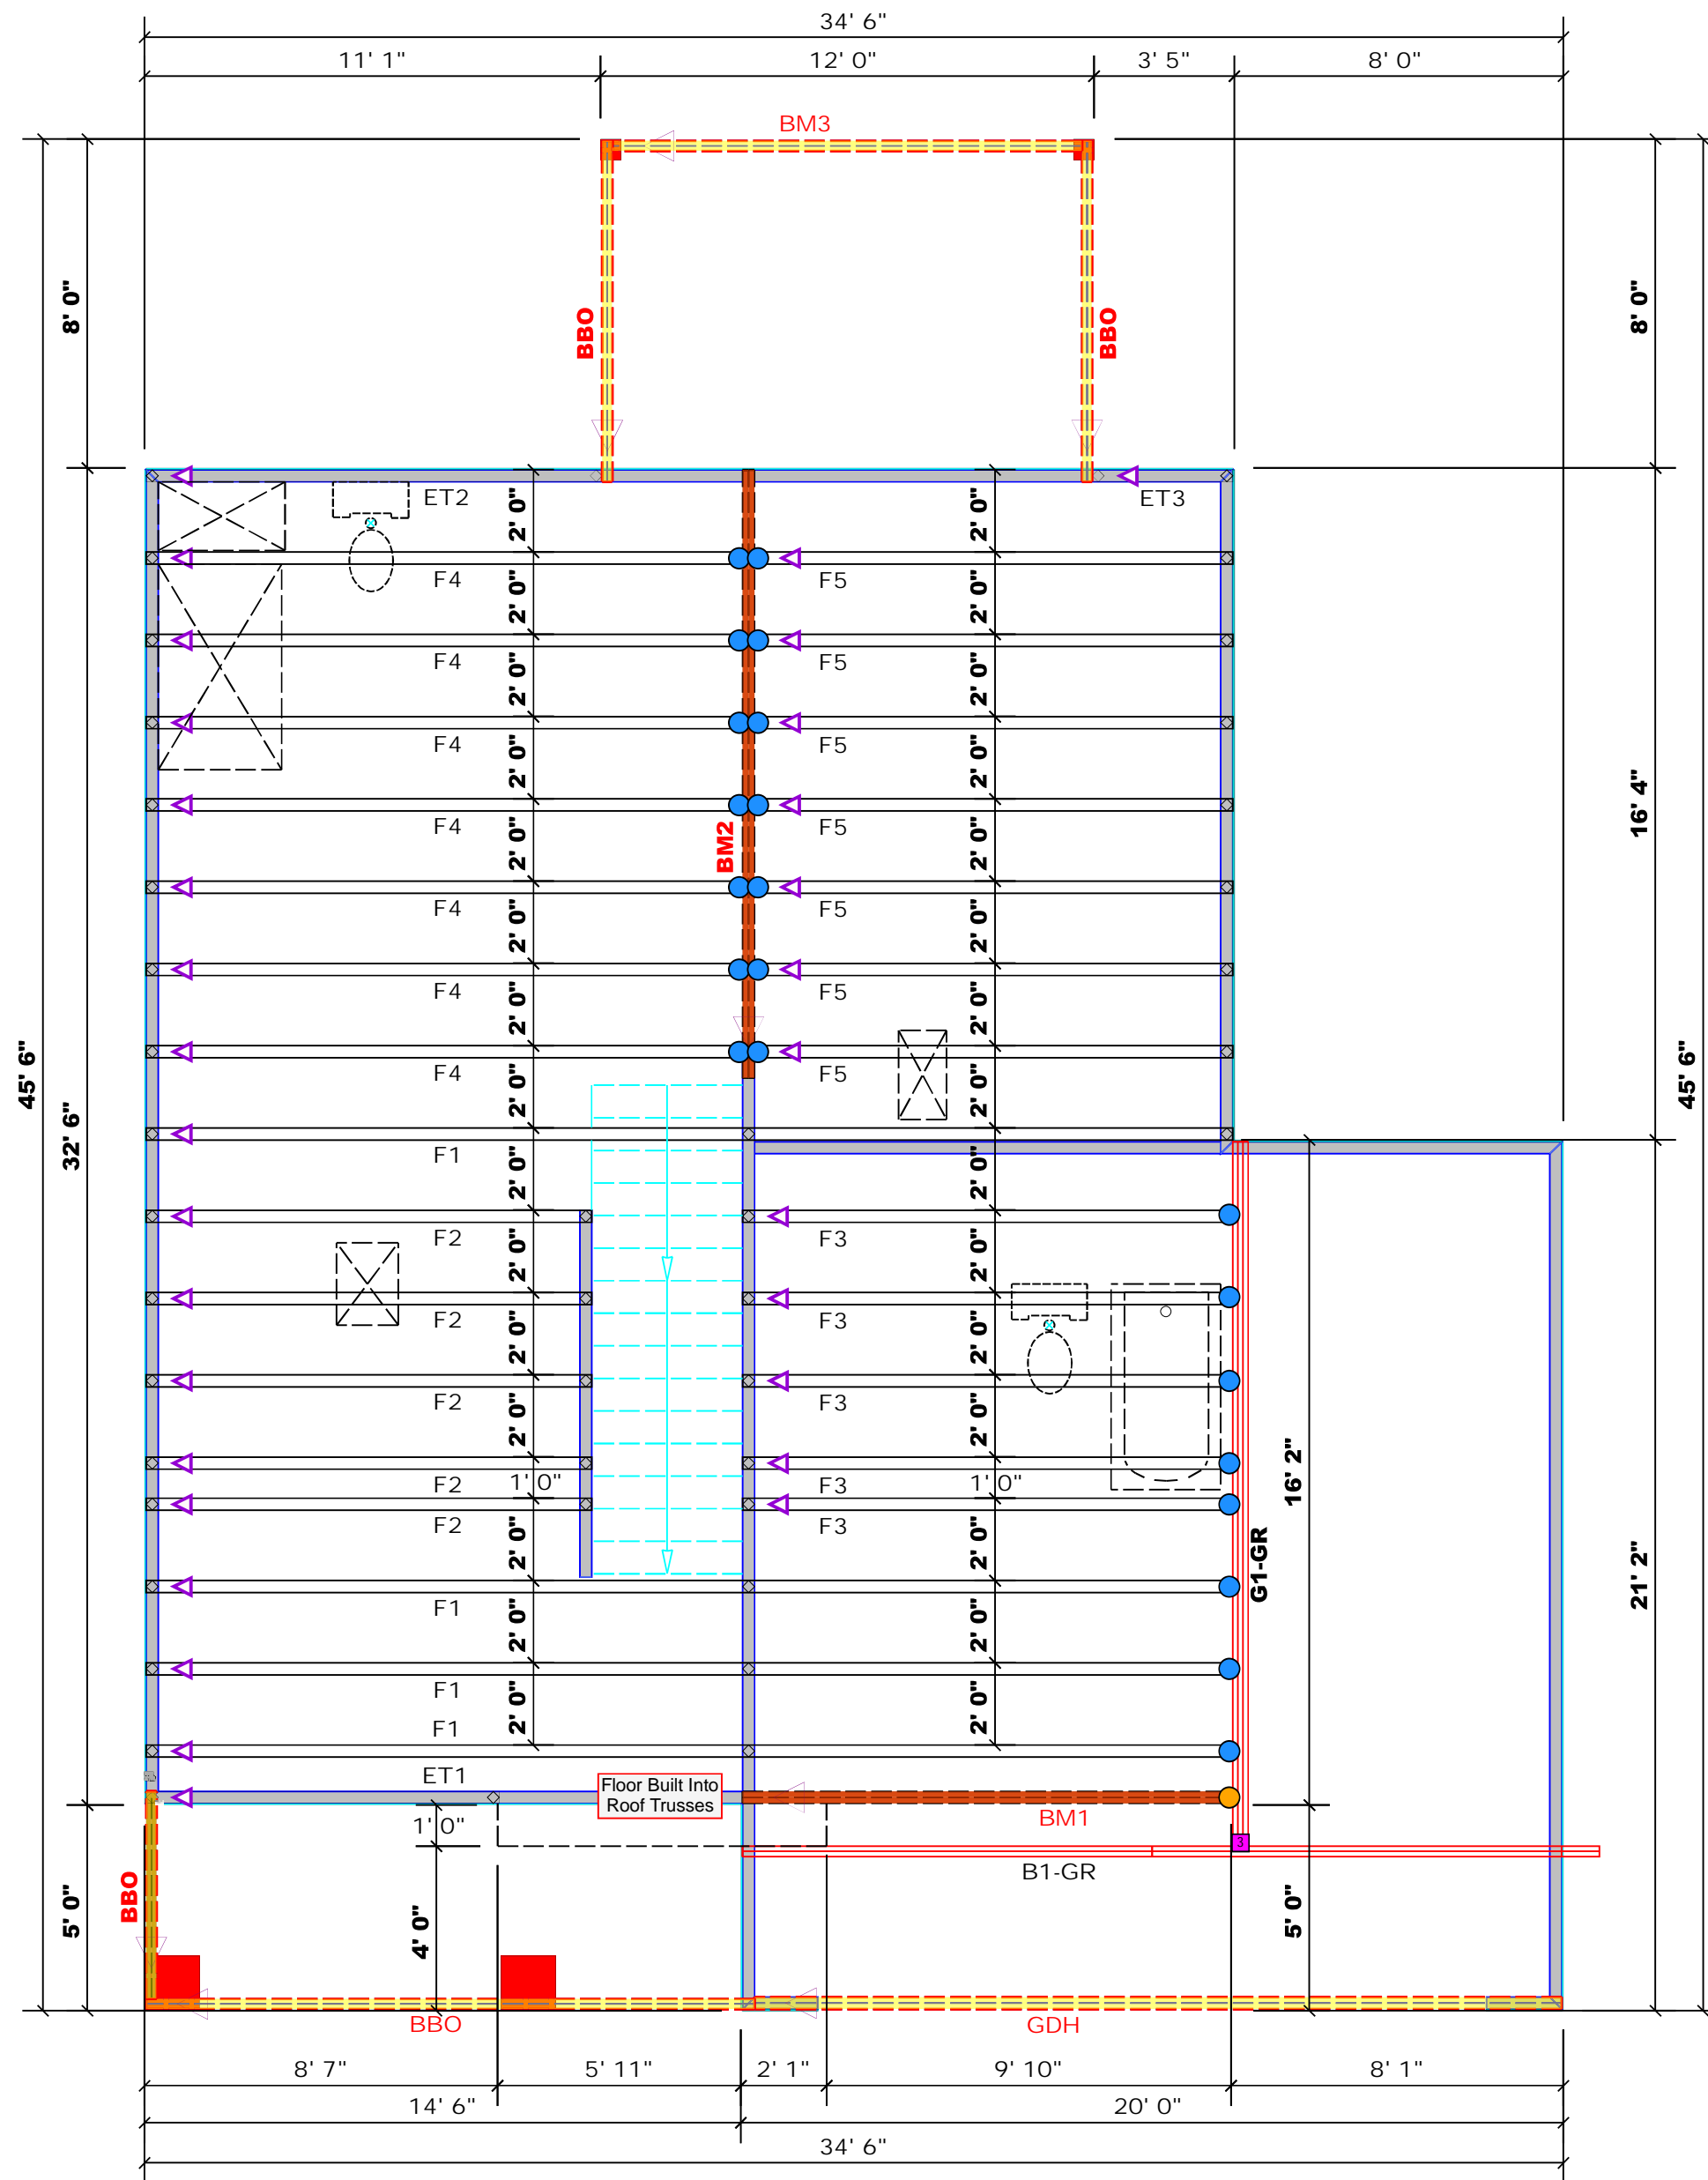 34' 6"
11' 1" 12' 0" 3' 5" 8' 0"
BM3
8' 0" BBO BBO 8' 0"
ET2 2' 0" 2' 0" ET3
F4 F5
2' 0" 2' 0"
F4 F5
2' 0" 2' 0"
F4 F5
2' 0" 2' 0" 16' 4"
F4 BM2 F5
2' 0" 2' 0"
F4 F5
2' 0" 2' 0"
F4 F5
2' 0" 2' 0"
F4 F5
45' 6" 32' 6" 2' 0" 2' 0" 45' 6"
F1
2' 0" 2' 0"
F2 F3
2' 0" 2' 0"
F2 F3
2' 0" 2' 0"
F2 F3
2' 0" 2' 0" 16' 2"
F2 1' 0" F3 1' 0"
F2 F3
2' 0" 2' 0" G1-GR 21' 2"
F1
2' 0" 2' 0"
F1
F1 2' 0" 2' 0"
ET1 Floor Built Into
Roof Trusses
1' 0" BM1
3
B1-GR
5' 0" BBO 4' 0" 5' 0"
BBO GDH
8' 7" 5' 11" 2' 1" 9' 10" 8' 1"
14' 6" 20' 0"
34' 6"